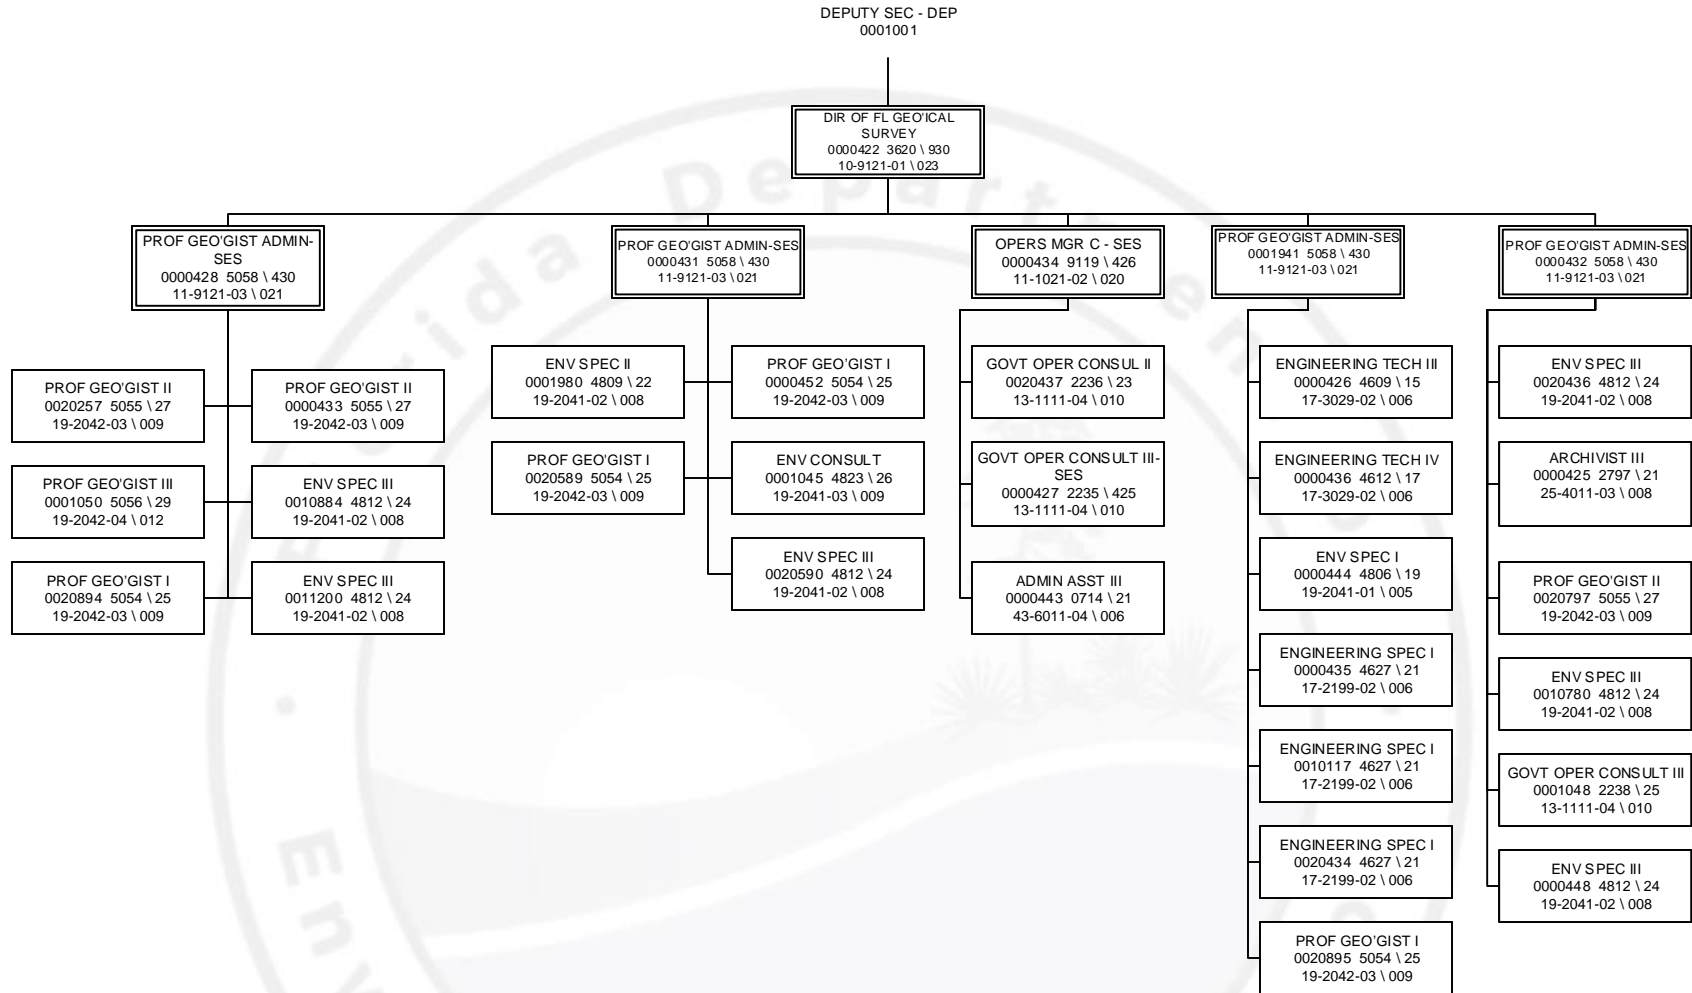 DEPUTY SEC - DEP
0001001
DIR OF FL GEO'ICAL
SURVEY
0000422 3620 \ 930
10-9121-01 \ 023
PROF GEO'GIST ADMIN-
SES
0000428 5058 \ 430
11-9121-03 \ 021
PROF GEO'GIST II
0020257 5055 \ 27
19-2042-03 \ 009
PROF GEO'GIST II
0000433 5055 \ 27
19-2042-03 \ 009
PROF GEO'GIST III
0001050 5056 \ 29
19-2042-04 \ 012
ENV SPEC III
0010884 4812 \ 24
19-2041-02 \ 008
PROF GEO'GIST I
0020894 5054 \ 25
19-2042-03 \ 009
ENV SPEC III
0011200 4812 \ 24
19-2041-02 \ 008
PROF GEO'GIST ADMIN-SES
0000431 5058 \ 430
11-9121-03 \ 021
ENV SPEC II
0001980 4809 \ 22
19-2041-02 \ 008
PROF GEO'GIST I
0000452 5054 \ 25
19-2042-03 \ 009
PROF GEO'GIST I
0020589 5054 \ 25
19-2042-03 \ 009
ENV CONSULT
0001045 4823 \ 26
19-2041-03 \ 009
ENV SPEC III
0020590 4812 \ 24
19-2041-02 \ 008
OPERS MGR C - SES
0000434 9119 \ 426
11-1021-02 \ 020
GOVT OPER CONSUL II
0020437 2236 \ 23
13-1111-04 \ 010
GOVT OPER CONSULT III-
SES
0000427 2235 \ 425
13-1111-04 \ 010
ADMIN ASST III
0000443 0714 \ 21
43-6011-04 \ 006
PROF GEO'GIST ADMIN-SES
0001941 5058 \ 430
11-9121-03 \ 021
ENGINEERING TECH III
0000426 4609 \ 15
17-3029-02 \ 006
ENGINEERING TECH IV
0000436 4612 \ 17
17-3029-02 \ 006
ENV SPEC I
0000444 4806 \ 19
19-2041-01 \ 005
ENGINEERING SPEC I
0000435 4627 \ 21
17-2199-02 \ 006
ENGINEERING SPEC I
0010117 4627 \ 21
17-2199-02 \ 006
ENGINEERING SPEC I
0020434 4627 \ 21
17-2199-02 \ 006
PROF GEO'GIST I
0020895 5054 \ 25
19-2042-03 \ 009
PROF GEO'GIST ADMIN-SES
0000432 5058 \ 430
11-9121-03 \ 021
ENV SPEC III
0020436 4812 \ 24
19-2041-02 \ 008
ARCHIVIST III
0000425 2797 \ 21
25-4011-03 \ 008
PROF GEO'GIST II
0020797 5055 \ 27
19-2042-03 \ 009
ENV SPEC III
0010780 4812 \ 24
19-2041-02 \ 008
GOVT OPER CONSULT III
0001048 2238 \ 25
13-1111-04 \ 010
ENV SPEC III
0000448 4812 \ 24
19-2041-02 \ 008